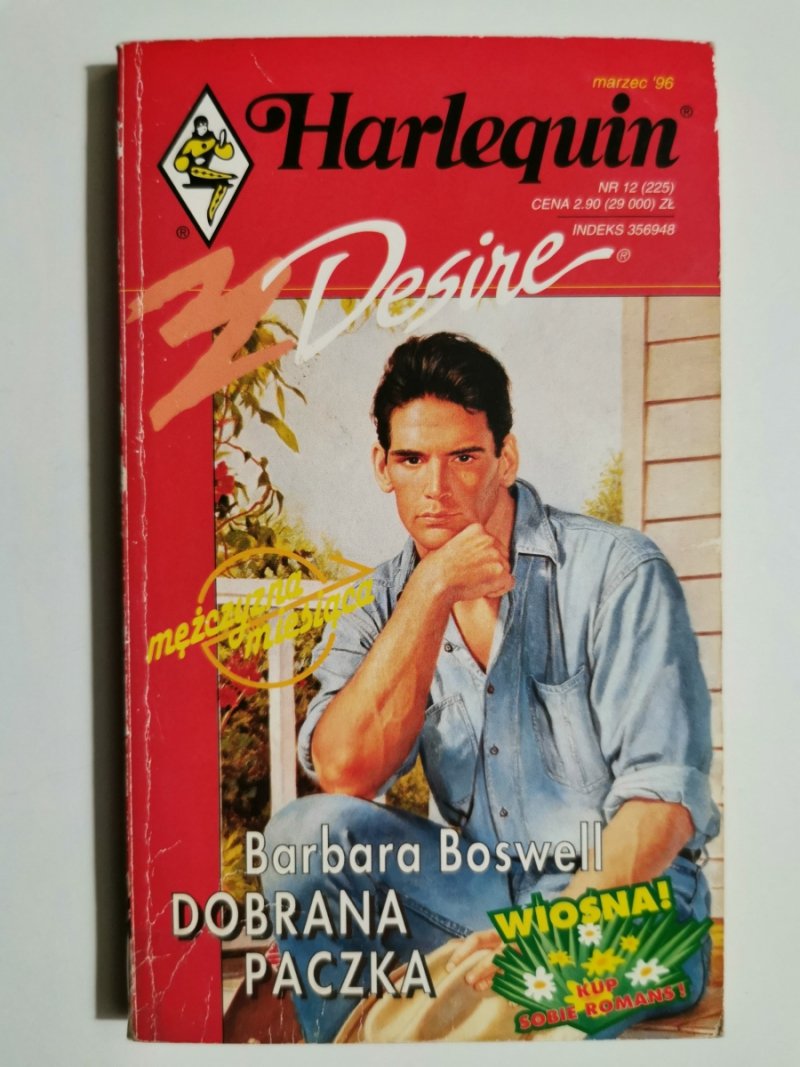 marzec '96
Harlequin®
NR 12 (225)
CENA 2.90 (29 000) ZŁ
INDEKS 356948
®
Desire®
mężczyzna
miesiąca
Barbara Boswell
DOBRANA
PACZKA
WIOSNA!
KUP
SOBIE ROMANS!